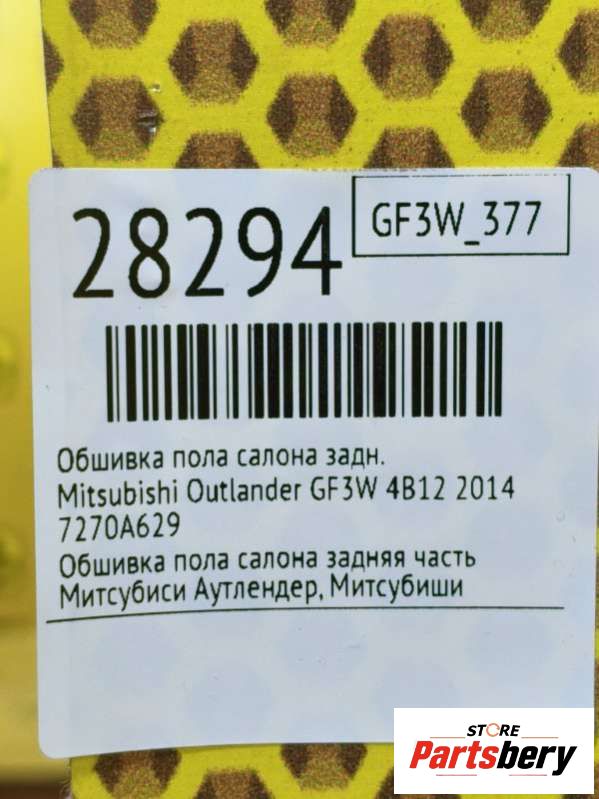 28294
GF3W_377
Обшивка пола салона задн.
Mitsubishi Outlander GF3W 4B12 2014
7270A629
Обшивка пола салона задняя часть
Митсубиси Аутлендер, Митсубиши
STORE
Partsbery